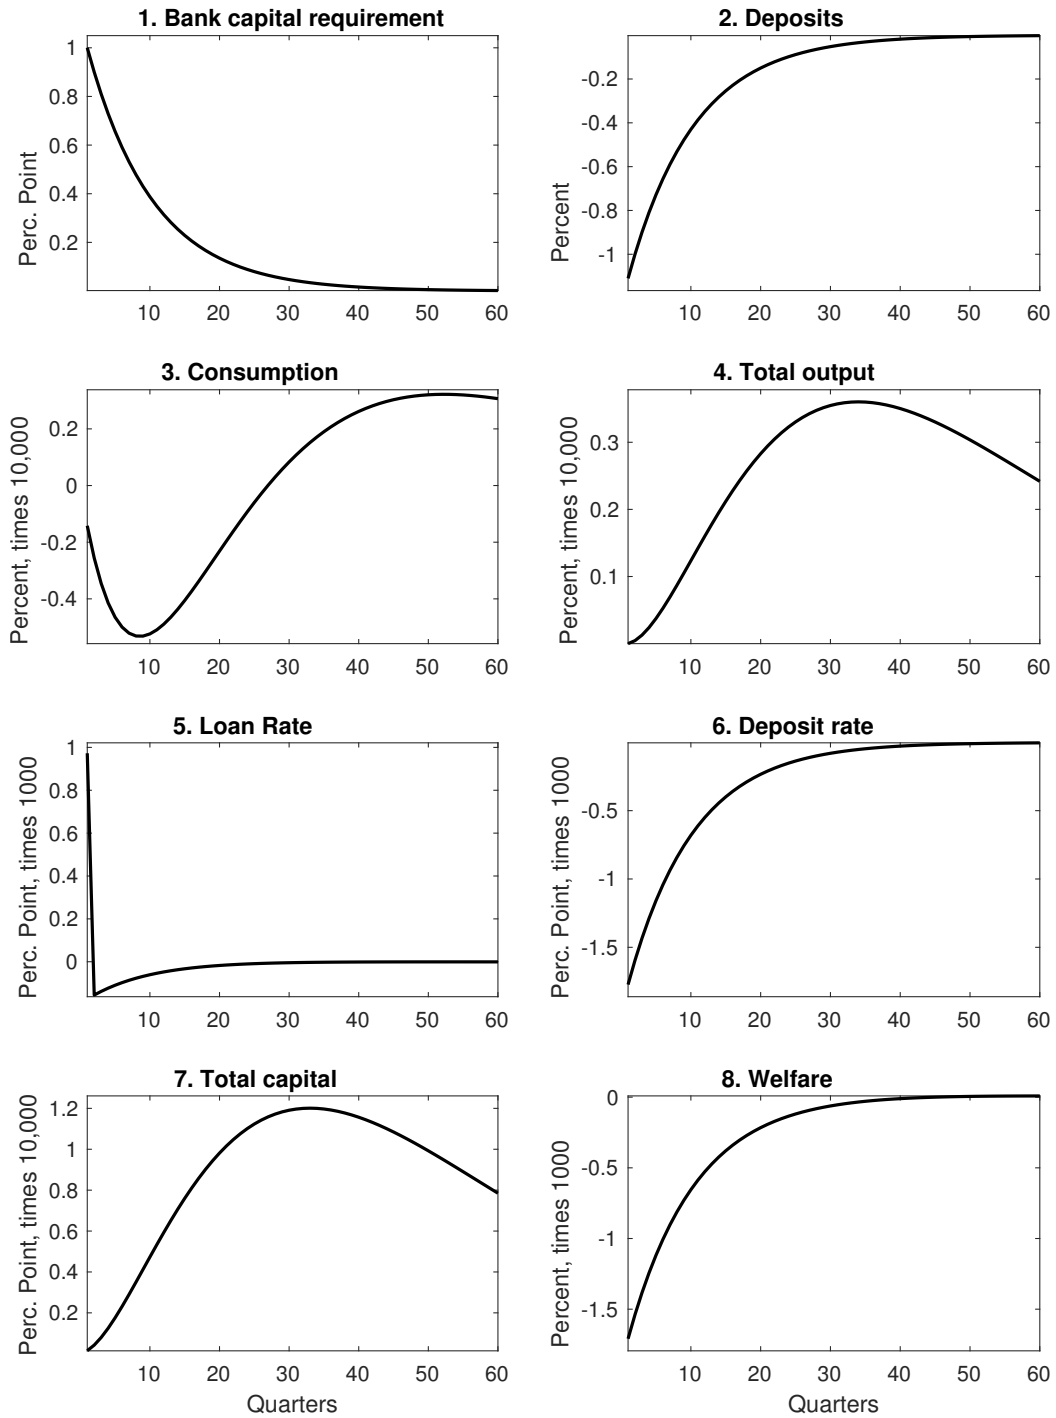 1. Bank capital requirement
Perc. Point
1
0.8
0.6
0.4
0.2
10 20 30 40 50 60
2. Deposits
Percent
-0.2
-0.4
-0.6
-0.8
-1
10 20 30 40 50 60
3. Consumption
Percent, times 10,000
0.2
0
-0.2
-0.4
10 20 30 40 50 60
4. Total output
Percent, times 10,000
0.3
0.2
0.1
10 20 30 40 50 60
5. Loan Rate
Perc. Point, times 1000
1
0.8
0.6
0.4
0.2
0
10 20 30 40 50 60
6. Deposit rate
Perc. Point, times 1000
-0.5
-1
-1.5
10 20 30 40 50 60
7. Total capital
Perc. Point, times 10,000
1.2
1
0.8
0.6
0.4
0.2
10 20 30 40 50 60
Quarters
8. Welfare
Percent, times 1000
0
-0.5
-1
-1.5
10 20 30 40 50 60
Quarters